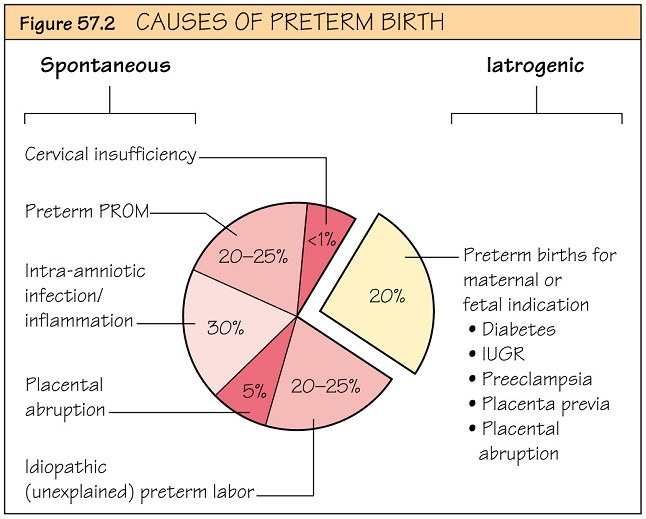 Figure 57.2 CAUSES OF PRETERM BIRTH
Spontaneous
Iatrogenic
Cervical insufficiency
Preterm PROM
Intra-amniotic
infection/
inflammation
Placental
abruption
Idiopathic
(unexplained) preterm labor
<1%
20–25%
30%
5%
20–25%
20%
Preterm births for
maternal or
fetal indication
• Diabetes
• IUGR
• Preeclampsia
• Placenta previa
• Placental
abruption